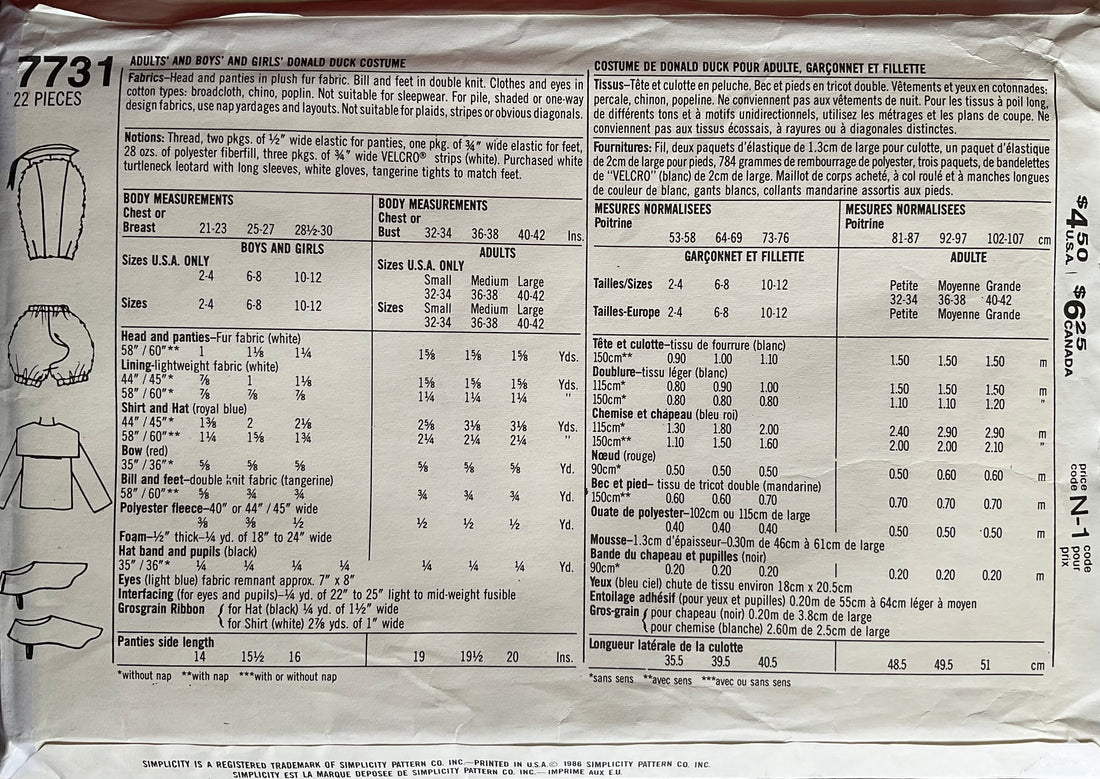 7731
22 PIECES
ADULTS' AND BOYS' AND GIRLS' DONALD DUCK COSTUME
Fabrics–Head and panties in plush fur fabric. Bill and feet in double knit. Clothes and eyes in
cotton types: broadcloth, chino, poplin. Not suitable for sleepwear. For pile, shaded or one-way
design fabrics, use nap yardages and layouts. Not suitable for plaids, stripes or obvious diagonals.
Notions: Thread, two pkgs. of ½" wide elastic for panties, one pkg. of ¾" wide elastic for feet,
28 ozs. of polyester fiberfill, three pkgs. of ¾" wide VELCRO® strips (white). Purchased white
turtleneck leotard with long sleeves, white gloves, tangerine tights to match feet.
BODY MEASUREMENTS
Chest or
Breast 21-23 25-27 28½-30
BODY MEASUREMENTS
Chest or
Bust 32-34 36-38 40-42 Ins.
BOYS AND GIRLS
Sizes U.S.A. ONLY
2-4 6-8 10-12
Sizes 2-4 6-8 10-12
ADULTS
Sizes U.S.A. ONLY
Small Medium Large
32-34 36-38 40-42
Sizes Small Medium Large
32-34 36-38 40-42
Head and panties–Fur fabric (white)
58"/60"** 1 1⅛ 1¼ 1⅝ 1⅝ 1⅝ Yds.
Lining-lightweight fabric (white)
44"/45"* ⅞ 1 1⅛ 1⅝ 1⅝ 1⅝ Yds.
58"/60"* ⅞ ⅞ ⅞ 1¼ 1¼ 1¼ "
Shirt and Hat (royal blue)
44"/45"* 1⅜ 2 2⅛ 2⅝ 3⅛ 3⅛ Yds.
58"/60"** 1¼ 1⅝ 1¾ 2¼ 2¼ 2¼ "
Bow (red)
35"/36"* ⅝ ⅝ ⅝ ⅝ ⅝ ⅝ Yd.
Bill and feet–double knit fabric (tangerine)
58"/60"** ⅝ ¾ ¾ ¾ ¾ ¾ Yd.
Polyester fleece–40" or 44"/45" wide
⅜ ⅜ ½ ½ ½ ½ Yd.
Foam–½" thick–¼ yd. of 18" to 24" wide
Hat band and pupils (black)
35"/36"* ¼ ¼ ¼ ¼ ¼ ¼ ¼ Yd.
Eyes (light blue) fabric remnant approx. 7" x 8"
Interfacing (for eyes and pupils)–¼ yd. of 22" to 25" light to mid-weight fusible
Grosgrain Ribbon for Hat (black) ¼ yd. of 1½" wide
for Shirt (white) 2⅞ yds. of 1" wide
Panties side length
14 15½ 16 19 19½ 20 Ins.
*without nap **with nap ***with or without nap
COSTUME DE DONALD DUCK POUR ADULTE, GARÇONNET ET FILLETTE
Tissus–Tête et culotte en peluche. Bec et pieds en tricot double. Vêtements et yeux en cotonnades:
percale, chinon, popeline. Ne conviennent pas aux vêtements de nuit. Pour les tissus à poil long,
de différents tons et à motifs unidirectionnels, utilisez les métrages et les plans de coupe. Ne
conviennent pas aux tissus écossais, à rayures ou à diagonales distinctes.
Fournitures: Fil, deux paquets d'élastique de 1.3cm de large pour culotte, un paquet d'élastique
de 2cm de large pour pieds, 784 grammes de rembourrage de polyester, trois paquets, de bandelettes
de "VELCRO" (blanc) de 2cm de large. Maillot de corps acheté, à col roulé et à manches longues
de couleur de blanc, gants blancs, collants mandarine assortis aux pieds.
MESURES NORMALISEES
Poitrine
53-58 64-69 73-76
MESURES NORMALISEES
Poitrine
81-87 92-97 102-107 cm
GARÇONNET ET FILLETTE
Tailles/Sizes 2-4 6-8 10-12
Tailles-Europe 2-4 6-8 10-12
ADULTE
Petite Moyenne Grande
32-34 36-38 40-42
Petite Moyenne Grande
Tête et culotte–tissu de fourrure (blanc)
150cm** 0.90 1.00 1.10 1.50 1.50 1.50 m
Doublure–tissu léger (blanc)
115cm* 0.80 0.90 1.00 1.50 1.50 1.50 m
150cm* 0.80 0.80 0.80 1.10 1.10 1.20 "
Chemise et chapeau (bleu roi)
115cm* 1.30 1.80 2.00 2.40 2.90 2.90 m
150cm** 1.10 1.50 1.60 2.00 2.00 2.10 "
Nœud (rouge)
90cm* 0.50 0.50 0.50 0.50 0.60 0.60 m
Bec et pied– tissu de tricot double (mandarine)
150cm** 0.60 0.60 0.70 0.70 0.70 0.70 m
Ouate de polyester–102cm ou 115cm de large
0.40 0.40 0.40 0.50 0.50 0.50 m
Mousse–1.3cm d'épaisseur–0.30m de 46cm à 61cm de large
Bande du chapeau et pupilles (noir)
90cm* 0.20 0.20 0.20 0.20 0.20 0.20 m
Yeux (bleu ciel) chute de tissu environ 18cm x 20.5cm
Entoilage adhésif (pour yeux et pupilles) 0.20m de 55cm à 64cm léger à moyen
Gros-grain pour chapeau (noir) 0.20m de 3.8cm de large
pour chemise (blanche) 2.60m de 2.5cm de large
Longueur latérale de la culotte
35.5 39.5 40.5 48.5 49.5 51 cm
*sans sens **avec sens ***avec ou sans sens
$4.50 U.S.A. | $6.25 CANADA
price code N-1 code pour prix
SIMPLICITY IS A REGISTERED TRADEMARK OF SIMPLICITY PATTERN CO. INC.—PRINTED IN U.S.A.© 1986 SIMPLICITY PATTERN CO. INC.
SIMPLICITY EST LA MARQUE DEPOSEE DE SIMPLICITY PATTERN CO. INC.— IMPRIME AUX E.U.